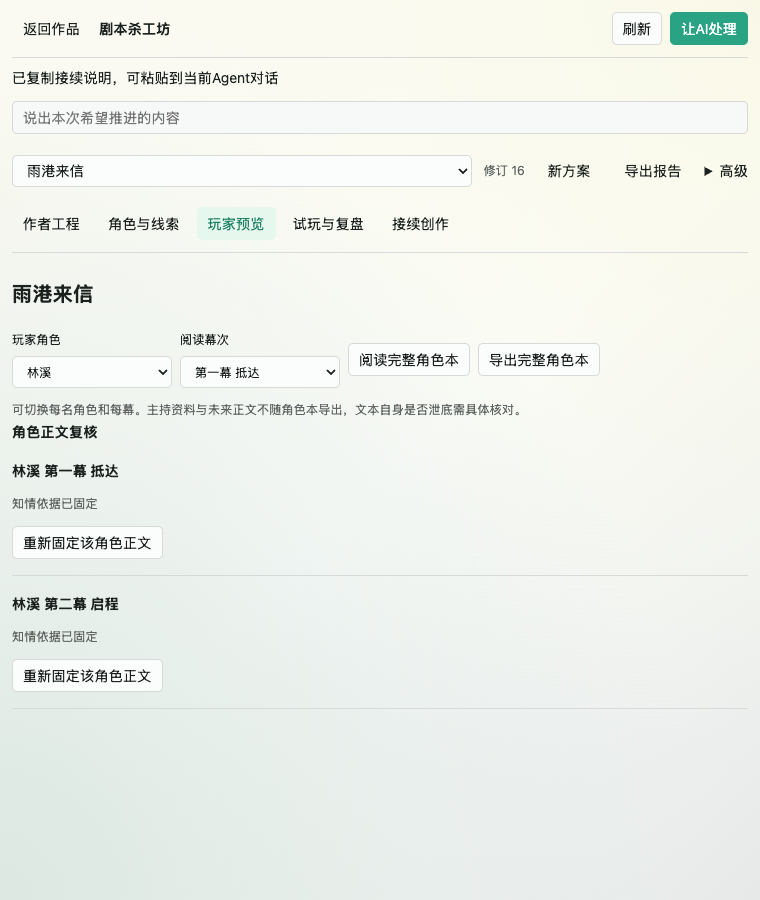 返回作品 剧本杀工坊 刷新 让AI处理
已复制接续说明，可粘贴到当前Agent对话
说出本次希望推进的内容
雨港来信 修订 16 新方案 导出报告 ▶ 高级
作者工程 角色与线索 玩家预览 试玩与复盘 接续创作
雨港来信
玩家角色 阅读幕次
林溪 第一幕 抵达 阅读完整角色本 导出完整角色本
可切换每名角色和每幕。主持资料与未来正文不随角色本导出，文本自身是否泄底需具体核对。
角色正文复核
林溪 第一幕 抵达
知情依据已固定
重新固定该角色正文
林溪 第二幕 启程
知情依据已固定
重新固定该角色正文